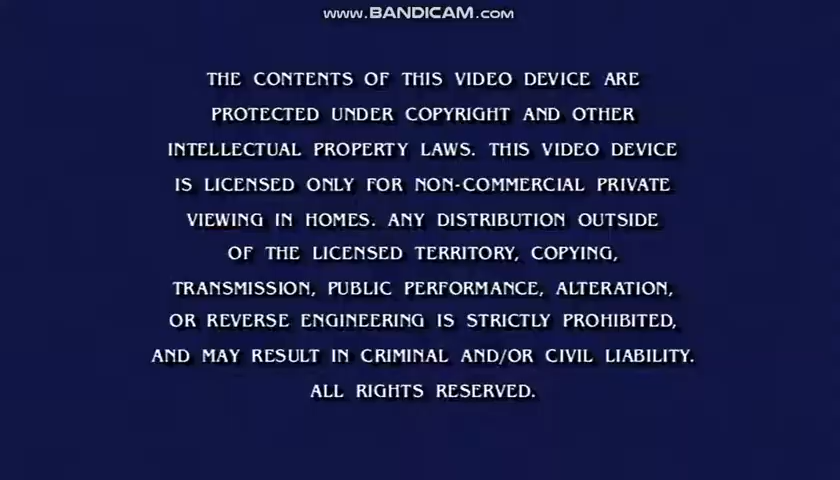 www.BANDICAM.com
THE CONTENTS OF THIS VIDEO DEVICE ARE
PROTECTED UNDER COPYRIGHT AND OTHER
INTELLECTUAL PROPERTY LAWS. THIS VIDEO DEVICE
IS LICENSED ONLY FOR NON-COMMERCIAL PRIVATE
VIEWING IN HOMES. ANY DISTRIBUTION OUTSIDE
OF THE LICENSED TERRITORY, COPYING,
TRANSMISSION, PUBLIC PERFORMANCE, ALTERATION,
OR REVERSE ENGINEERING IS STRICTLY PROHIBITED,
AND MAY RESULT IN CRIMINAL AND/OR CIVIL LIABILITY.
ALL RIGHTS RESERVED.